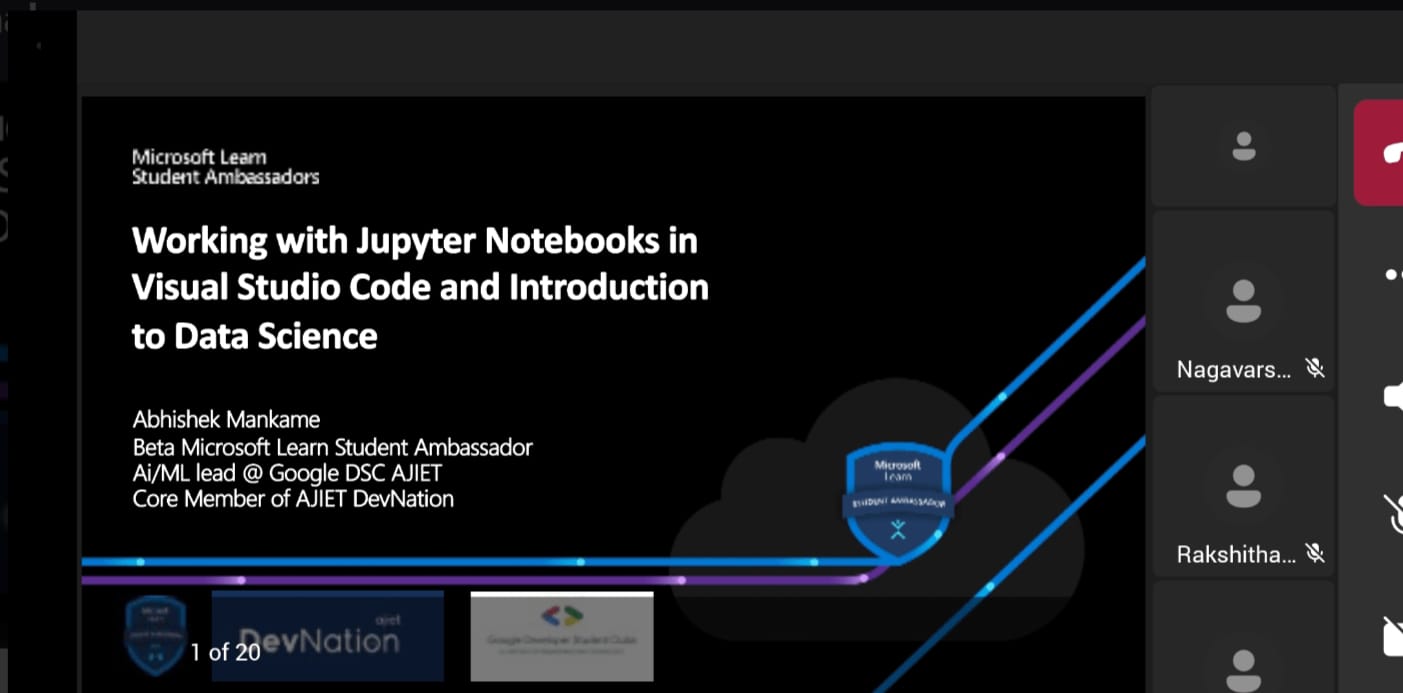 Microsoft Learn
Student Ambassadors
Working with Jupyter Notebooks in
Visual Studio Code and Introduction
to Data Science
Abhishek Mankame
Beta Microsoft Learn Student Ambassador
Ai/ML lead @ Google DSC AJIET
Core Member of AJIET DevNation
Microsoft
Learn
STUDENT AMBASSADOR
ajiet
DevNation
Google Developer Student Clubs
1 of 20
Nagavars...
Rakshitha...